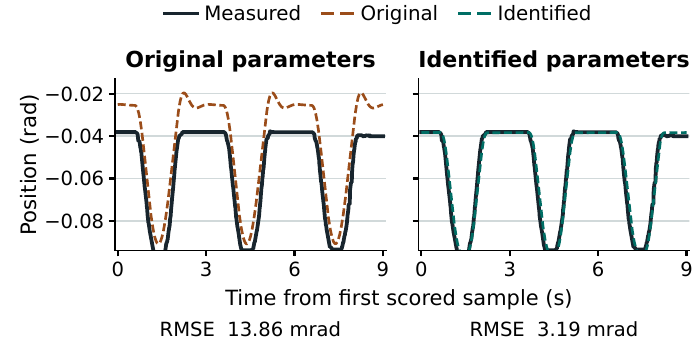 Measured Original Identified
Original parameters Identified parameters
Position (rad)
−0.02
−0.04
−0.06
−0.08
0 3 6 9 0 3 6 9
Time from first scored sample (s)
RMSE 13.86 mrad RMSE 3.19 mrad